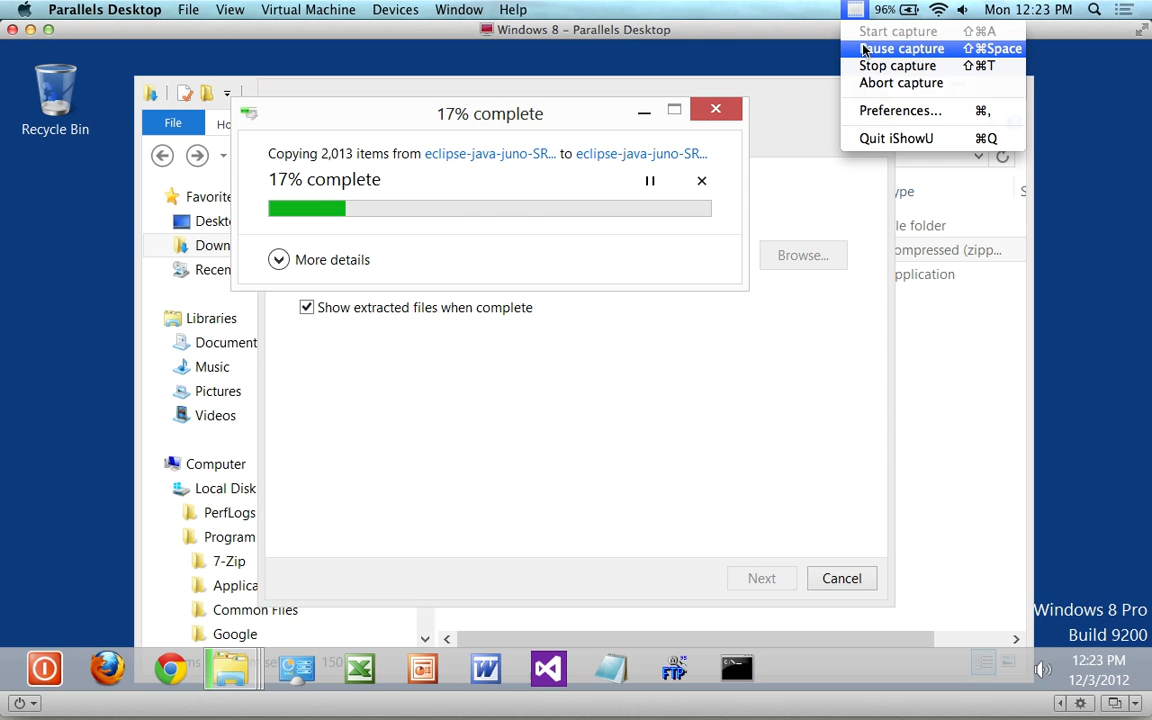 Parallels Desktop File View Virtual Machine Devices Window Help 96% Mon 12:23 PM
Windows 8 - Parallels Desktop
Start capture ⇧⌘A
ause capture ⇧⌘Space
Stop capture ⇧⌘T
Abort capture
Preferences... ⌘,
Quit iShowU ⌘Q
Recycle Bin
File
Ho
17% complete
Copying 2,013 items from eclipse-java-juno-SR... to eclipse-java-juno-SR...
17% complete
More details
Browse...
Show extracted files when complete
ype S
le folder
ompressed (zipp...
pplication
Favorite
Deskt
Down
Recen
Libraries
Document
Music
Pictures
Videos
Computer
Local Disk
PerfLogs
Program
7-Zip
Applica
Common Files
Google
Next Cancel
Windows 8 Pro
Build 9200
150
FTP
12:23 PM
12/3/2012